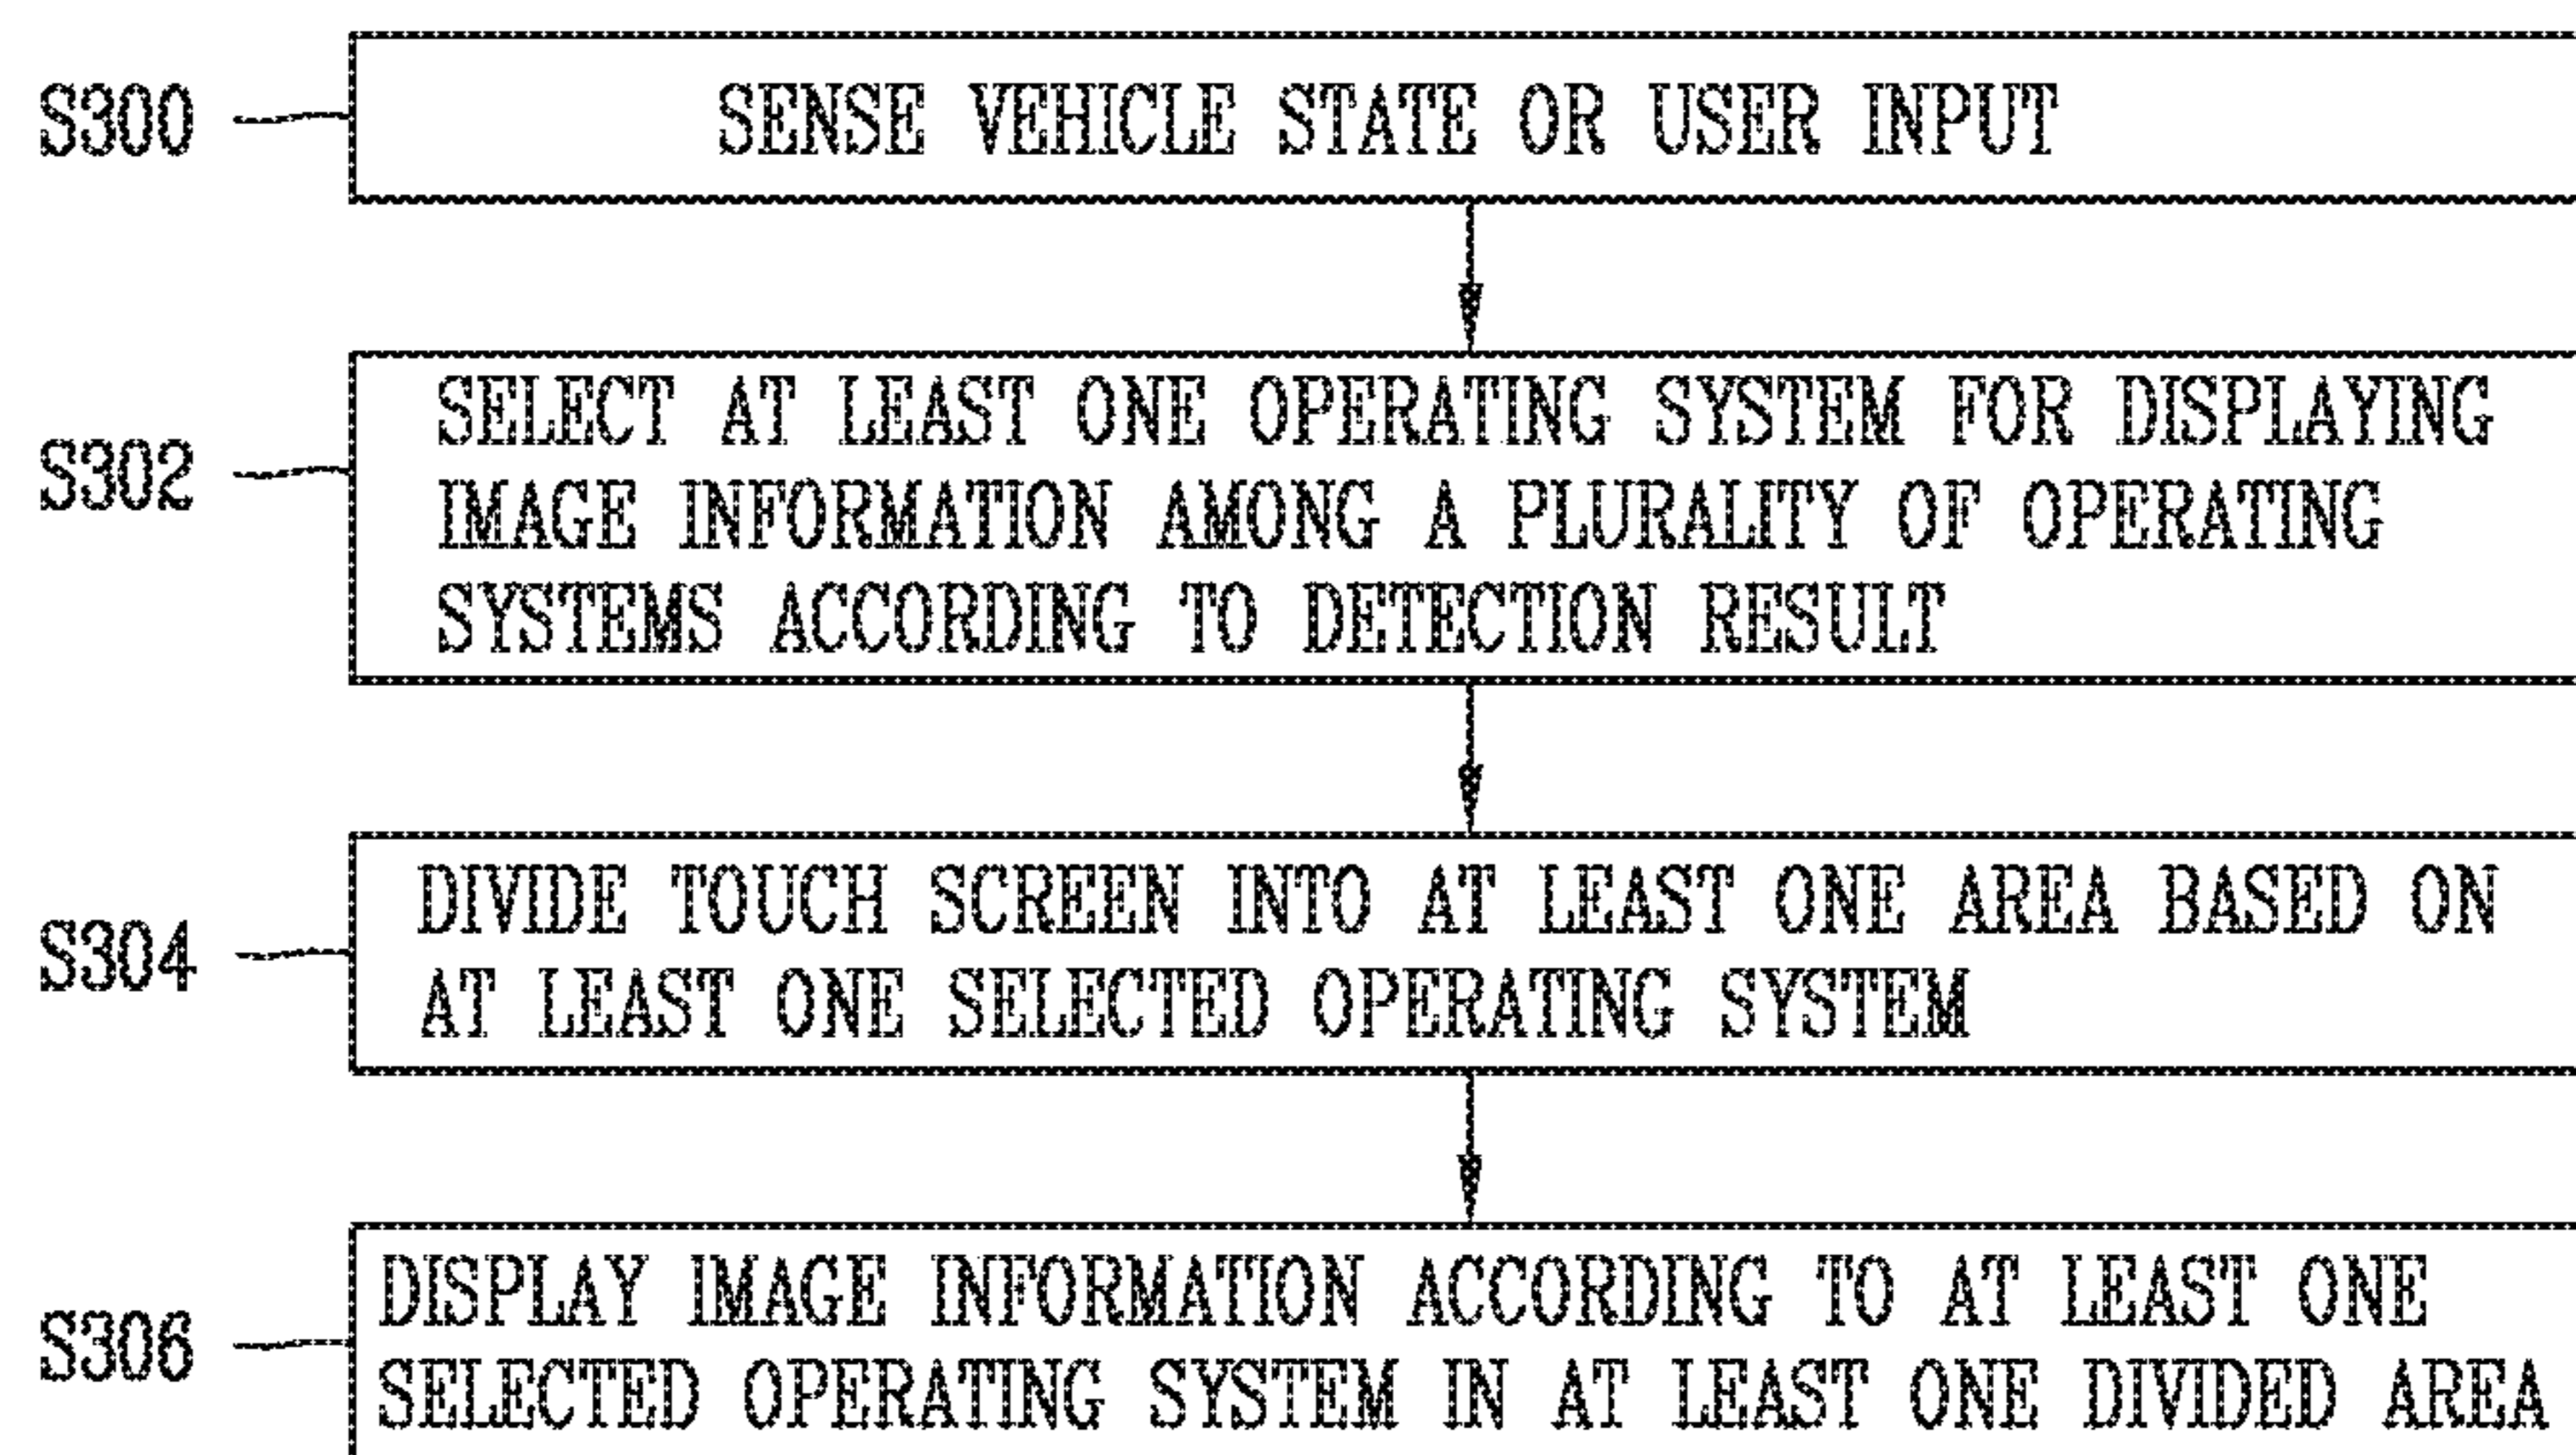 S300
SENSE VEHICLE STATE OR USER INPUT
S302
SELECT AT LEAST ONE OPERATING SYSTEM FOR DISPLAYING
IMAGE INFORMATION AMONG A PLURALITY OF OPERATING
SYSTEMS ACCORDING TO DETECTION RESULT
S304
DIVIDE TOUCH SCREEN INTO AT LEAST ONE AREA BASED ON
AT LEAST ONE SELECTED OPERATING SYSTEM
S306
DISPLAY IMAGE INFORMATION ACCORDING TO AT LEAST ONE
SELECTED OPERATING SYSTEM IN AT LEAST ONE DIVIDED AREA